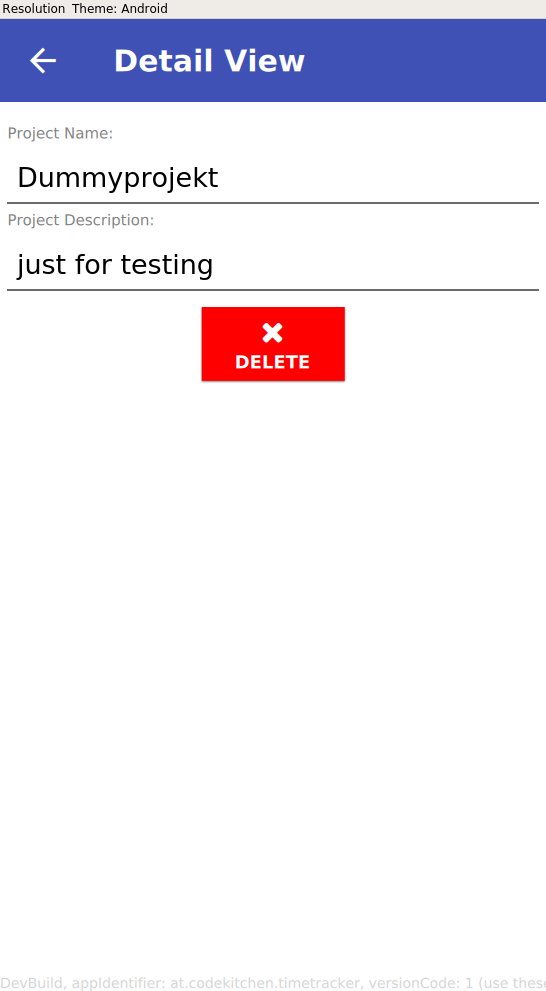 Resolution Theme: Android
Detail View
Project Name:
Dummyprojekt
Project Description:
just for testing
DELETE
DevBuild, appIdentifier: at.codekitchen.timetracker, versionCode: 1 (use these